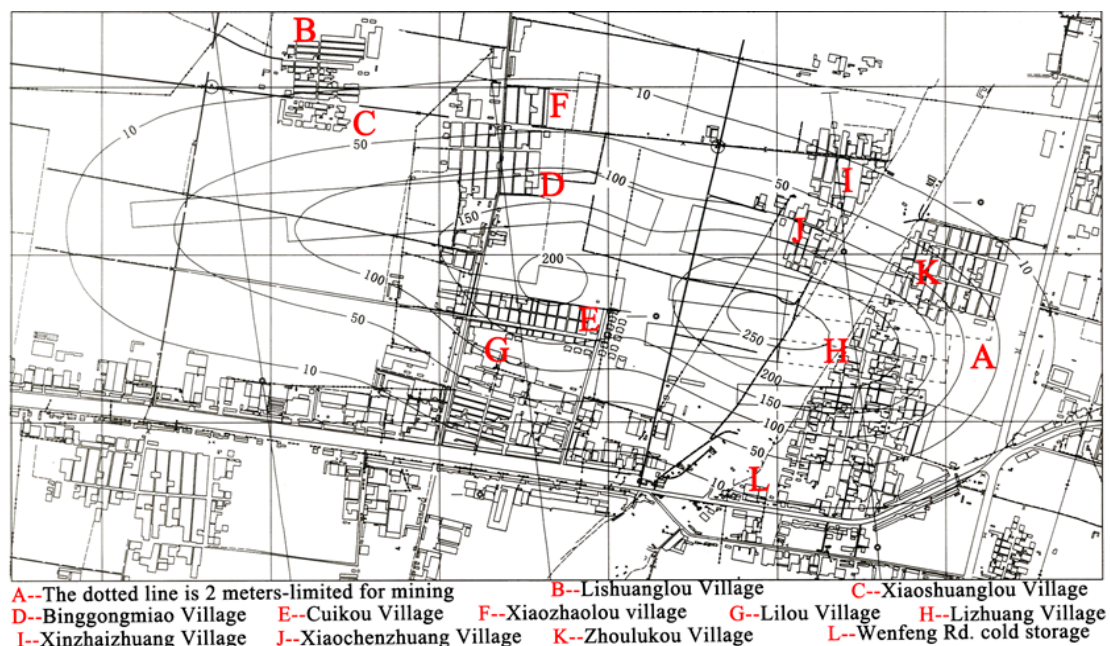 B
10
F
C
10
50
I
100
D
50
150
J
10
200
K
100
E
250
H
A
50
G
200
10
150
100
50
L
10
A--The dotted line is 2 meters-limited for mining B--Lishuanglou Village C--Xiaoshuanglou Village
D--Binggongmiao Village E--Cuikou Village F--Xiaozhaolou village G--Lilou Village H--Lizhuang Village
I--Xinzhaizhuang Village J--Xiaochenzhuang Village K--Zhoulukou Village L--Wenfeng Rd. cold storage